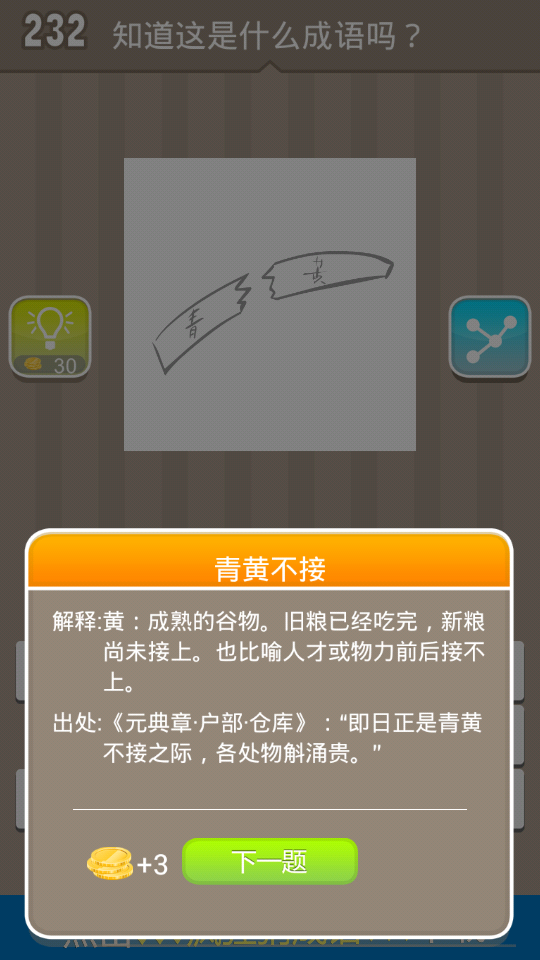 232 知道这是什么成语吗？
青
黄
30
青黄不接
解释:黄：成熟的谷物。旧粮已经吃完，新粮
尚未接上。也比喻人才或物力前后接不
上。
出处:《元典章·户部·仓库》：“即日正是青黄
不接之际，各处物斛涌贵。”
+3 下一题